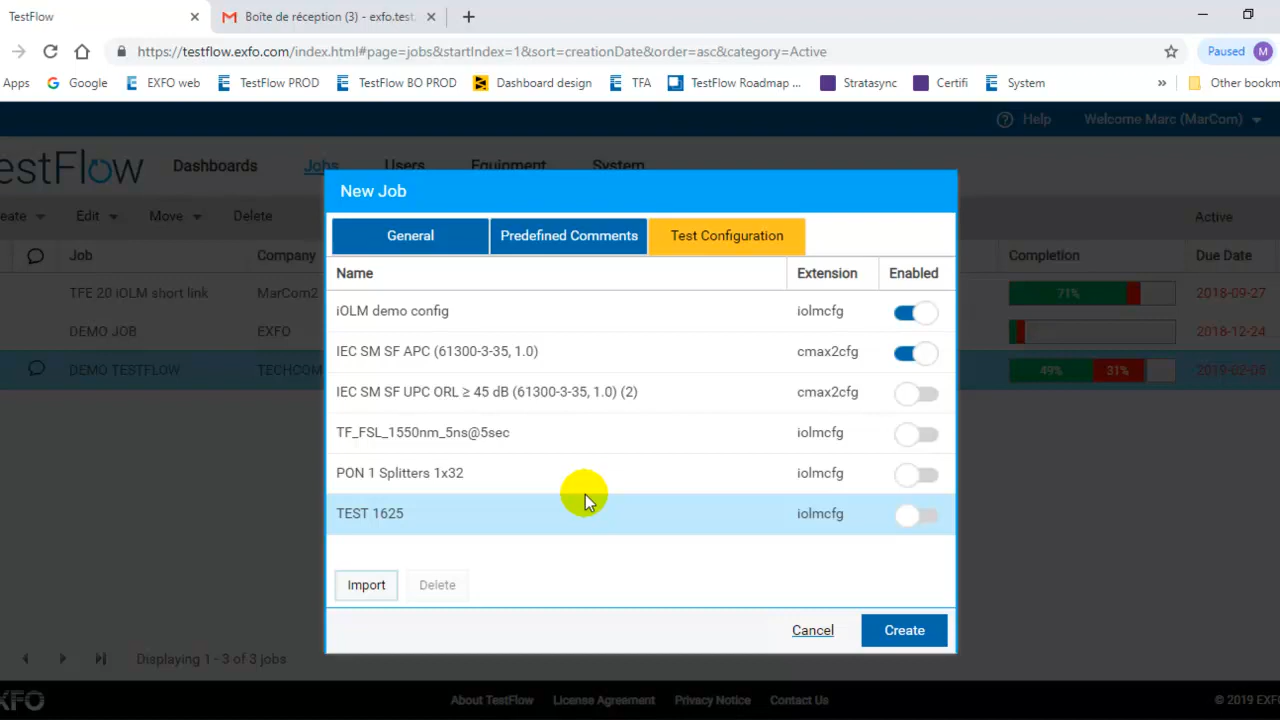 TestFlow
Boîte de réception (3) - exfo.test.
https://testflow.exfo.com/index.html#page=jobs&startIndex=1&sort=creationDate&order=asc&category=Active
Paused M
Apps Google EXFO web TestFlow PROD TestFlow BO PROD Dashboard design TFA TestFlow Roadmap ... Stratasync Certifi System » Other bookm
? Help Welcome Marc (MarCom)
estFlow Dashboards Jobs Users Equipment System
eate Edit Move Delete Active
Job Company Completion Due Date
TFE 20 iOLM short link MarCom2 71% 2018-09-27
DEMO JOB EXFO 2018-12-24
DEMO TESTFLOW TECHCOM 49% 31% 2019-02-05
New Job
General Predefined Comments Test Configuration
Name Extension Enabled
iOLM demo config iolmcfg
IEC SM SF APC (61300-3-35, 1.0) cmax2cfg
IEC SM SF UPC ORL ≥ 45 dB (61300-3-35, 1.0) (2) cmax2cfg
TF_FSL_1550nm_5ns@5sec iolmcfg
PON 1 Splitters 1x32 iolmcfg
TEST 1625 iolmcfg
Import Delete
Cancel Create
Displaying 1 - 3 of 3 jobs
XFO About TestFlow License Agreement Privacy Notice Contact Us © 2019 EXF